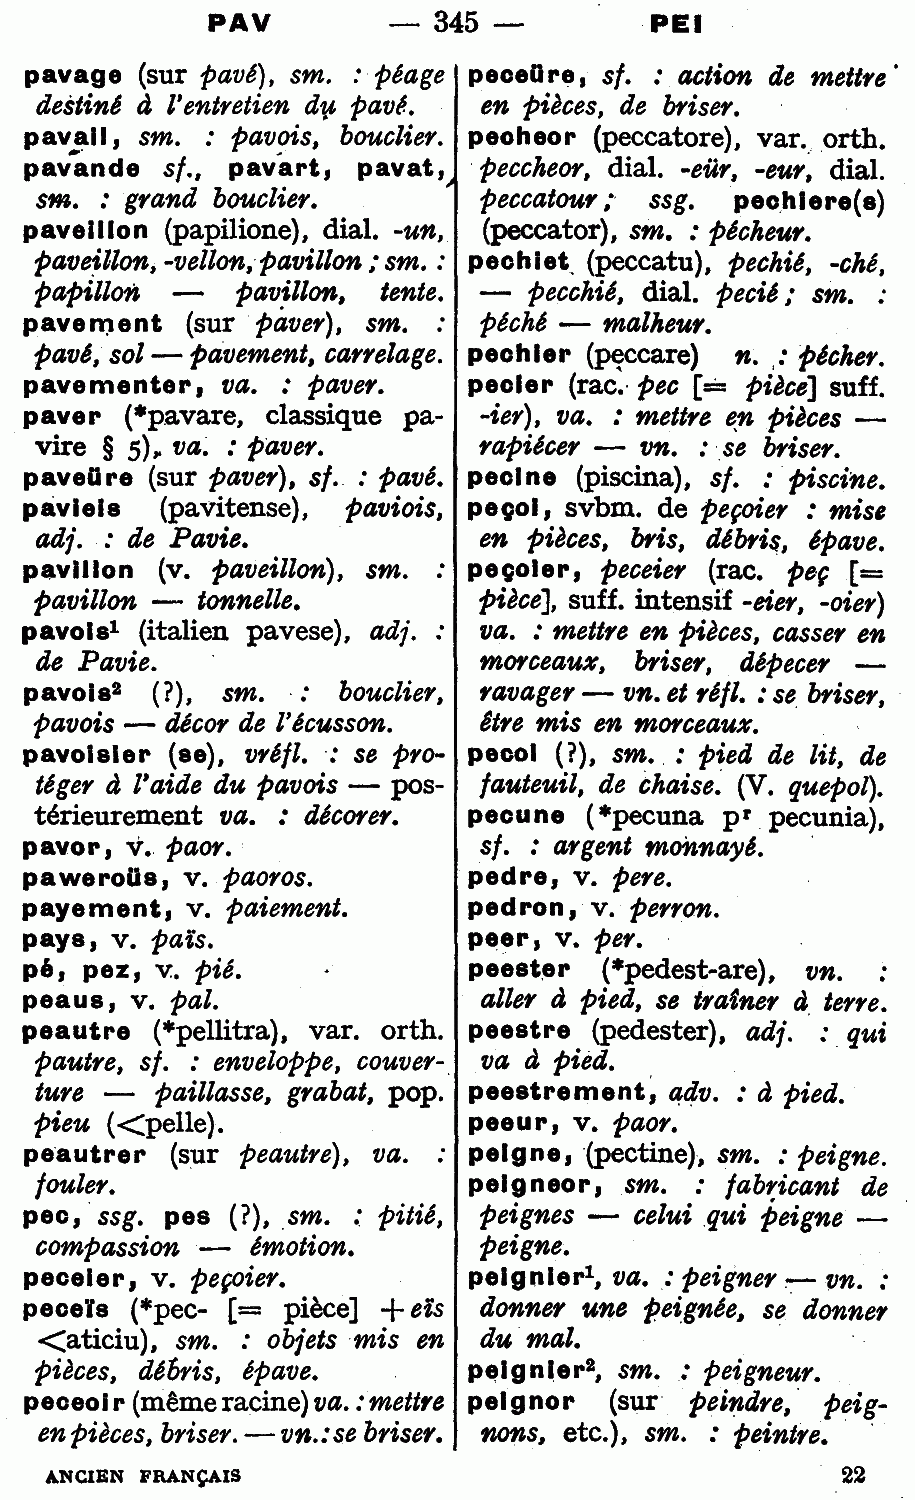 PAV — 345 — PEI
pavage (sur pavé), sm. : péage
destiné à l'entretien du pavé.
pavail, sm. : pavois, bouclier.
pavande sf., pavart, pavat,
sm. : grand bouclier.
paveillon (papilione), dial. -un,
paveillon, -vellon, pavillon ; sm. :
papillon — pavillon, tente.
pavement (sur paver), sm. :
pavé, sol — pavement, carrelage.
pavementer, va. : paver.
paver (*pavare, classique pa-
vire § 5), va. : paver.
paveüre (sur paver), sf. : pavé.
pavieis (pavitense), paviois,
adj. : de Pavie.
pavillon (v. paveillon), sm. :
pavillon — tonnelle.
pavois¹ (italien pavese), adj. :
de Pavie.
pavois² (?), sm. : bouclier,
pavois — décor de l'écusson.
pavoisier (se), vréfl. : se pro-
téger à l'aide du pavois — pos-
térieurement va. : décorer.
pavor, v. paor.
paweroüs, v. paoros.
payement, v. paiement.
pays, v. païs.
pé, pez, v. pié.
peaus, v. pal.
peautre (*pellitra), var. orth.
pautre, sf. : enveloppe, couver-
ture — paillasse, grabat, pop.
pieu (<pelle).
peautrer (sur peautre), va. :
fouler.
pec, ssg. pes (?), sm. : pitié,
compassion — émotion.
peceier, v. peçoier.
peceïs (*pec- [= pièce] + eïs
<aticiu), sm. : objets mis en
pièces, débris, épave.
peceoir (même racine) va. : mettre
en pièces, briser. — vn. : se briser.
peceüre, sf. : action de mettre
en pièces, de briser.
pecheor (peccatore), var. orth.
peccheor, dial. -eür, -eur, dial.
peccatour ; ssg. pechiere(s)
(peccator), sm. : pécheur.
pechiet (peccatu), pechié, -ché,
— pecchié, dial. pecié ; sm. :
péché — malheur.
pechier (peccare) n. : pécher.
pecier (rac. pec [= pièce] suff.
-ier), va. : mettre en pièces —
rapiécer — vn. : se briser.
pecine (piscina), sf. : piscine.
peçol, svbm. de peçoier : mise
en pièces, bris, débris, épave.
peçoier, peceier (rac. peç [=
pièce], suff. intensif -eier, -oier)
va. : mettre en pièces, casser en
morceaux, briser, dépecer —
ravager — vn. et réfl. : se briser,
être mis en morceaux.
pecol (?), sm. : pied de lit, de
fauteuil, de chaise. (V. quepol).
pecune (*pecuna pʳ pecunia),
sf. : argent monnayé.
pedre, v. pere.
pedron, v. perron.
peer, v. per.
peester (*pedest-are), vn. :
aller à pied, se traîner à terre.
peestre (pedester), adj. : qui
va à pied.
peestrement, adv. : à pied.
peeur, v. paor.
peigne, (pectine), sm. : peigne.
peigneor, sm. : fabricant de
peignes — celui qui peigne —
peigne.
peignier¹, va. : peigner — vn. :
donner une peignée, se donner
du mal.
peignier², sm. : peigneur.
peignor (sur peindre, peig-
nons, etc.), sm. : peintre.
ANCIEN FRANÇAIS 22